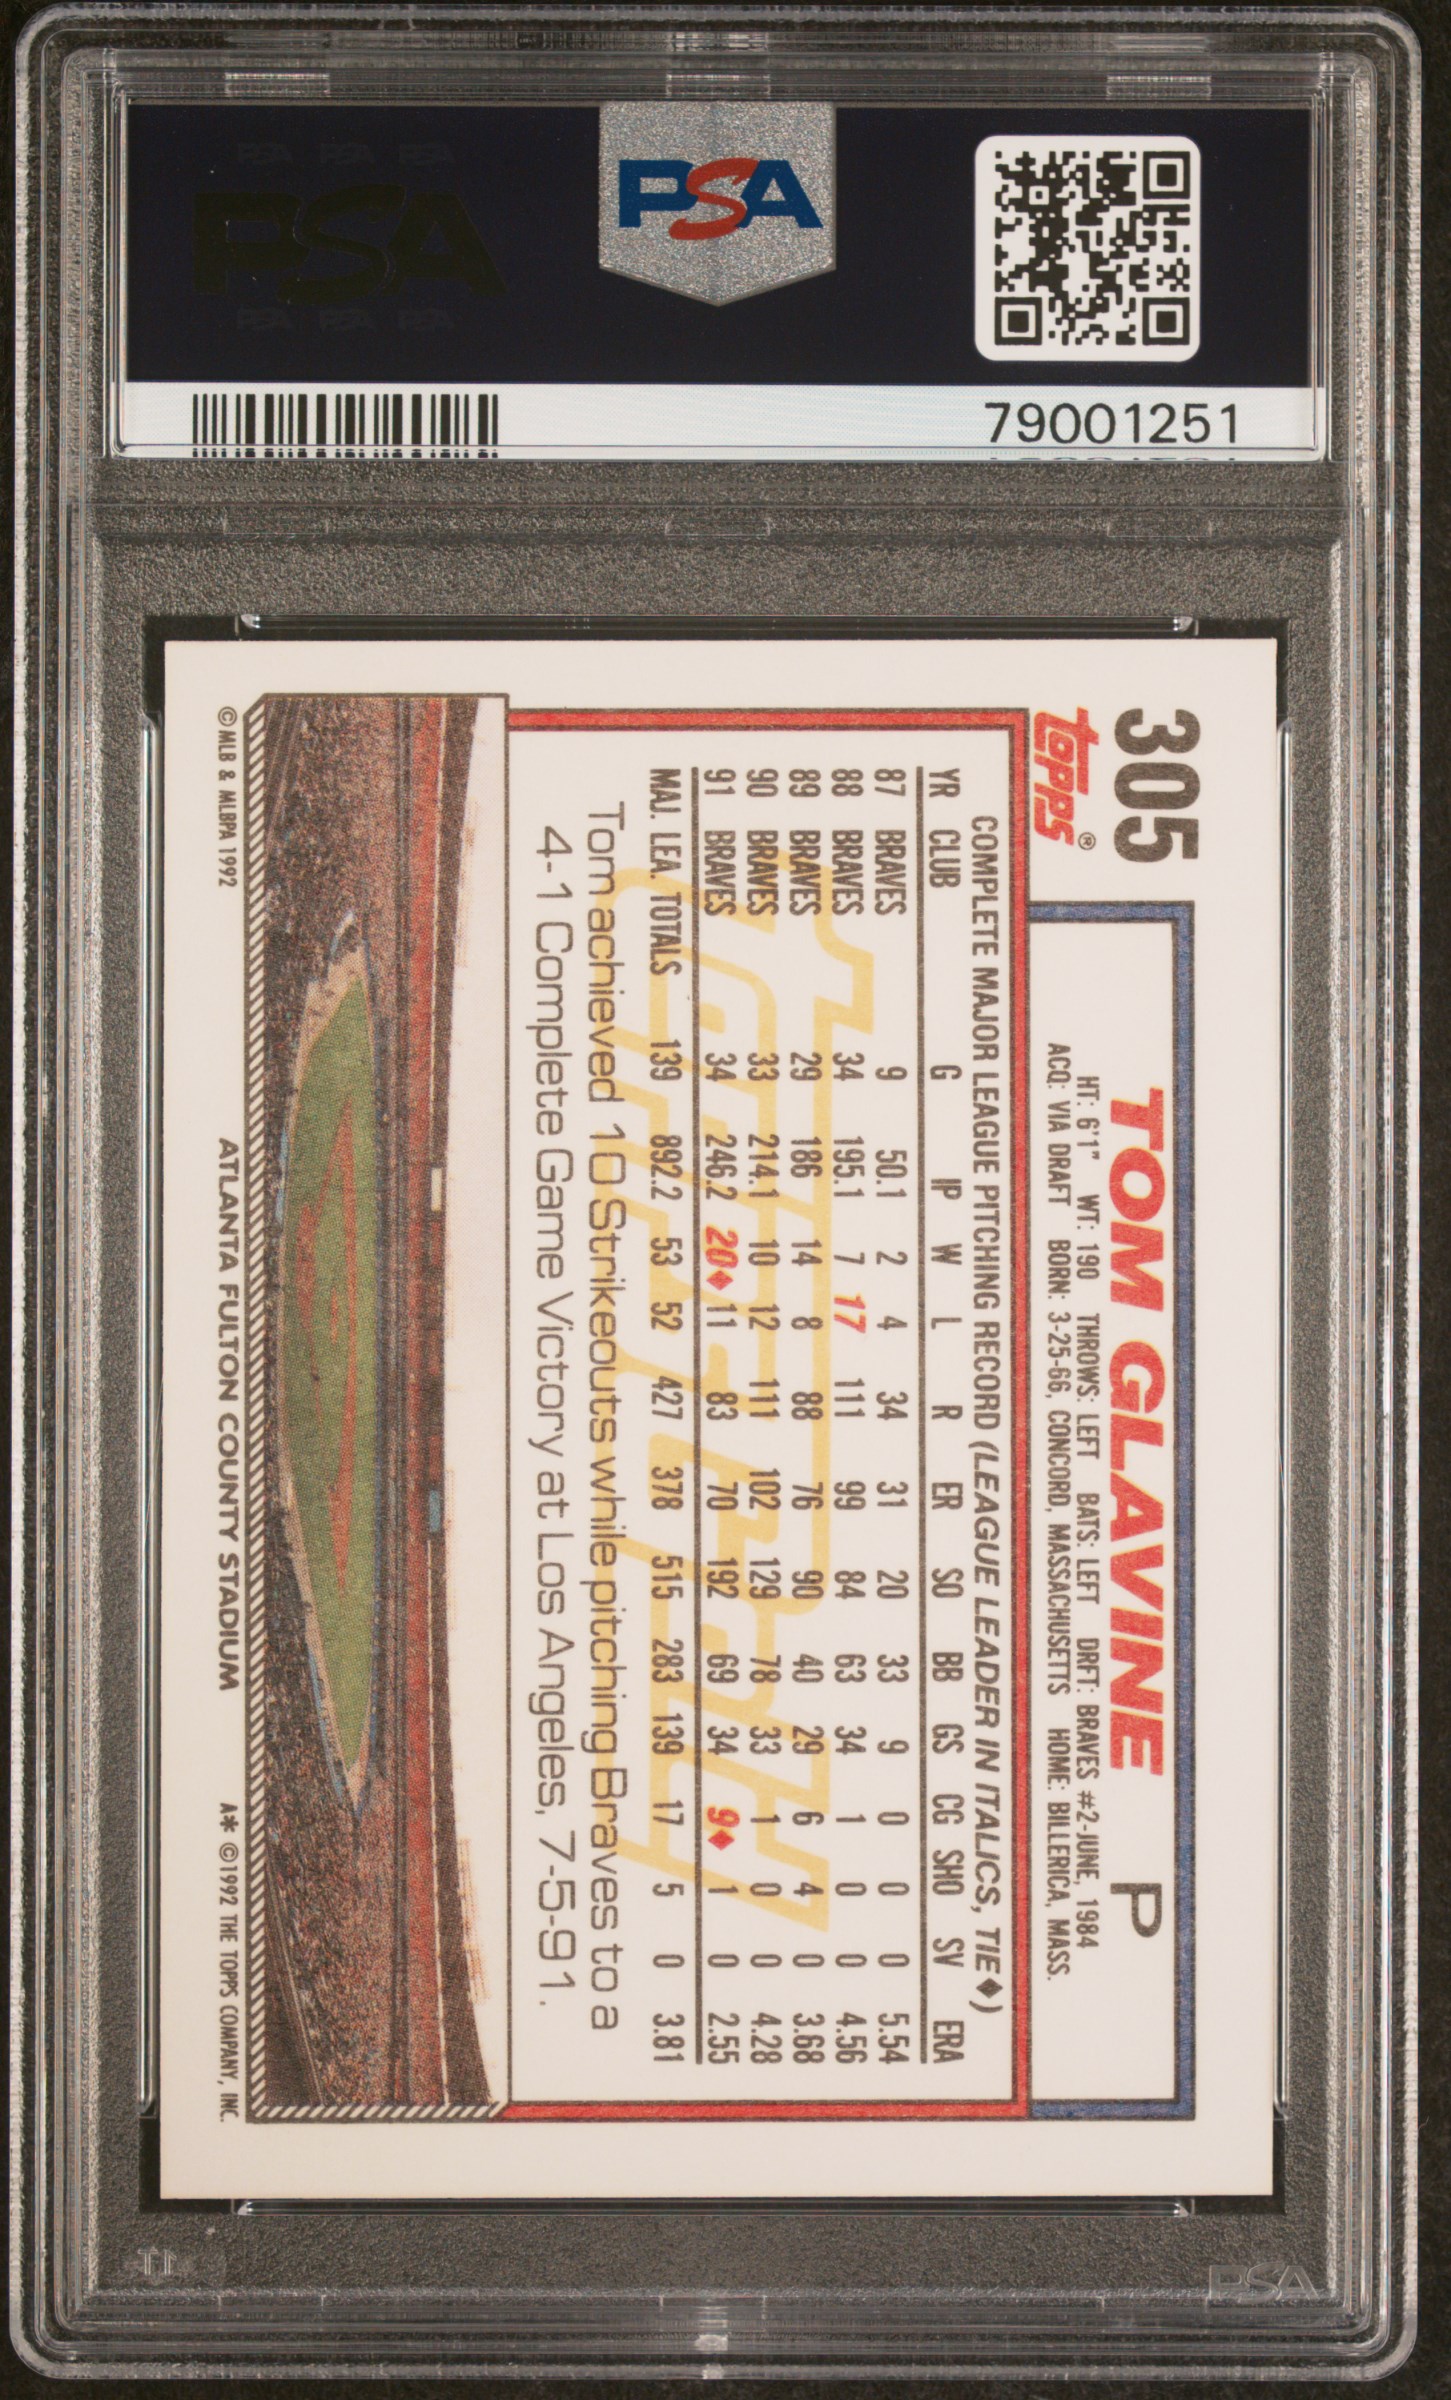 PSA PSA PSA
PSA
PSA PSA PSA
PSA
79001251
305
topps®
TOM GLAVINE P
HT: 6'1" WT: 190 THROWS: LEFT BATS: LEFT DRFT: BRAVES #2-JUNE, 1984
ACQ: VIA DRAFT BORN: 3-25-66, CONCORD, MASSACHUSETTS HOME: BILLERICA, MASS.
COMPLETE MAJOR LEAGUE PITCHING RECORD (LEAGUE LEADER IN ITALICS, TIE♦)
YR CLUB G IP W L R ER SO BB GS CG SHO SV ERA
87 BRAVES 9 50.1 2 4 34 31 20 33 9 0 0 0 5.54
88 BRAVES 34 195.1 7 17 111 99 84 63 34 1 0 0 4.56
89 BRAVES 29 186 14 8 88 76 90 40 29 6 4 0 3.68
90 BRAVES 33 214.1 10 12 111 102 129 78 33 1 0 0 4.28
91 BRAVES 34 246.2 20♦ 11 83 70 192 69 34 9♦ 1 0 2.55
MAJ. LEA. TOTALS 139 892.2 53 52 427 378 515 283 139 17 5 0 3.81
Tom achieved 10 Strikeouts while pitching Braves to a
4-1 Complete Game Victory at Los Angeles, 7-5-91.
©MLB & MLBPA 1992 ATLANTA FULTON COUNTY STADIUM A* ©1992 THE TOPPS COMPANY, INC.
PSA